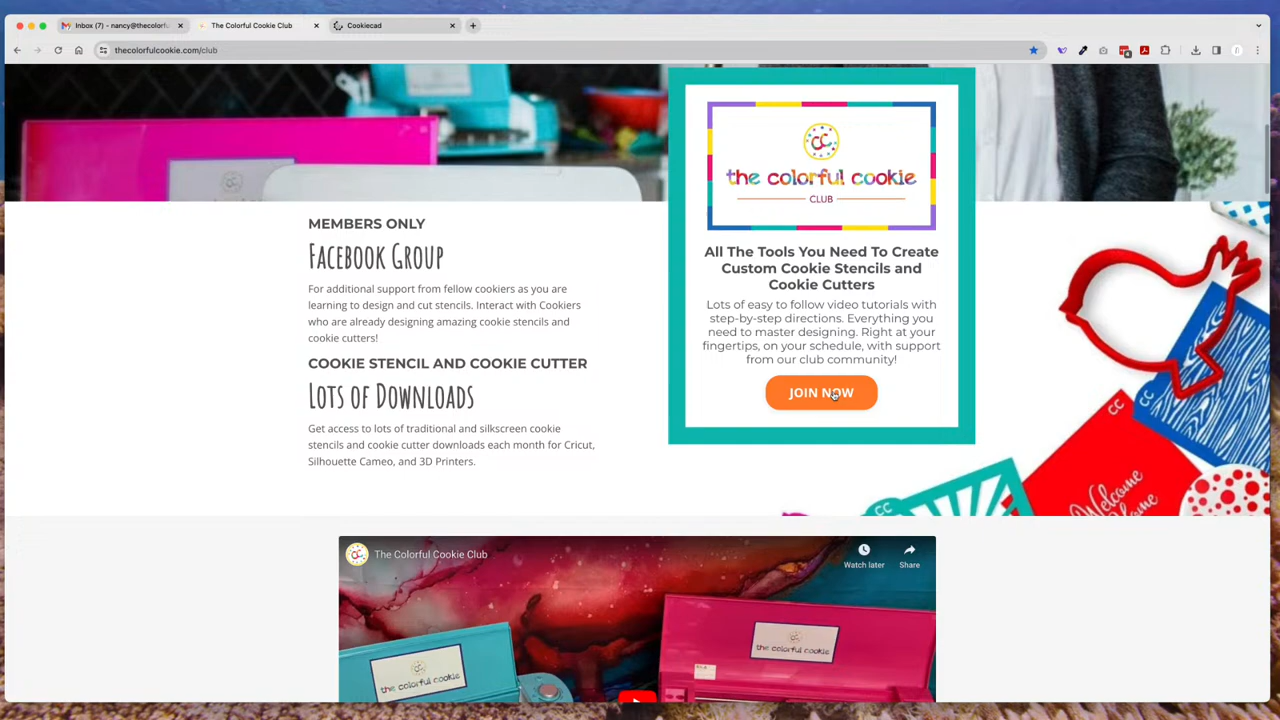 Inbox (7) - nancy@thecolorfu
The Colorful Cookie Club
Cookiecad
thecolorfulcookie.com/club
CC
the colorful cookie
CLUB
All The Tools You Need To Create
Custom Cookie Stencils and
Cookie Cutters
Lots of easy to follow video tutorials with
step-by-step directions. Everything you
need to master designing. Right at your
fingertips, on your schedule, with support
from our club community!
JOIN NOW
MEMBERS ONLY
Facebook Group
For additional support from fellow cookiers as you are
learning to design and cut stencils. Interact with Cookiers
who are already designing amazing cookie stencils and
cookie cutters!
COOKIE STENCIL AND COOKIE CUTTER
Lots of Downloads
Get access to lots of traditional and silkscreen cookie
stencils and cookie cutter downloads each month for Cricut,
Silhouette Cameo, and 3D Printers.
CC
CC
CC
Welcome
Home
CC
The Colorful Cookie Club
Watch later
Share
the colorful cookie
the colorful cookie